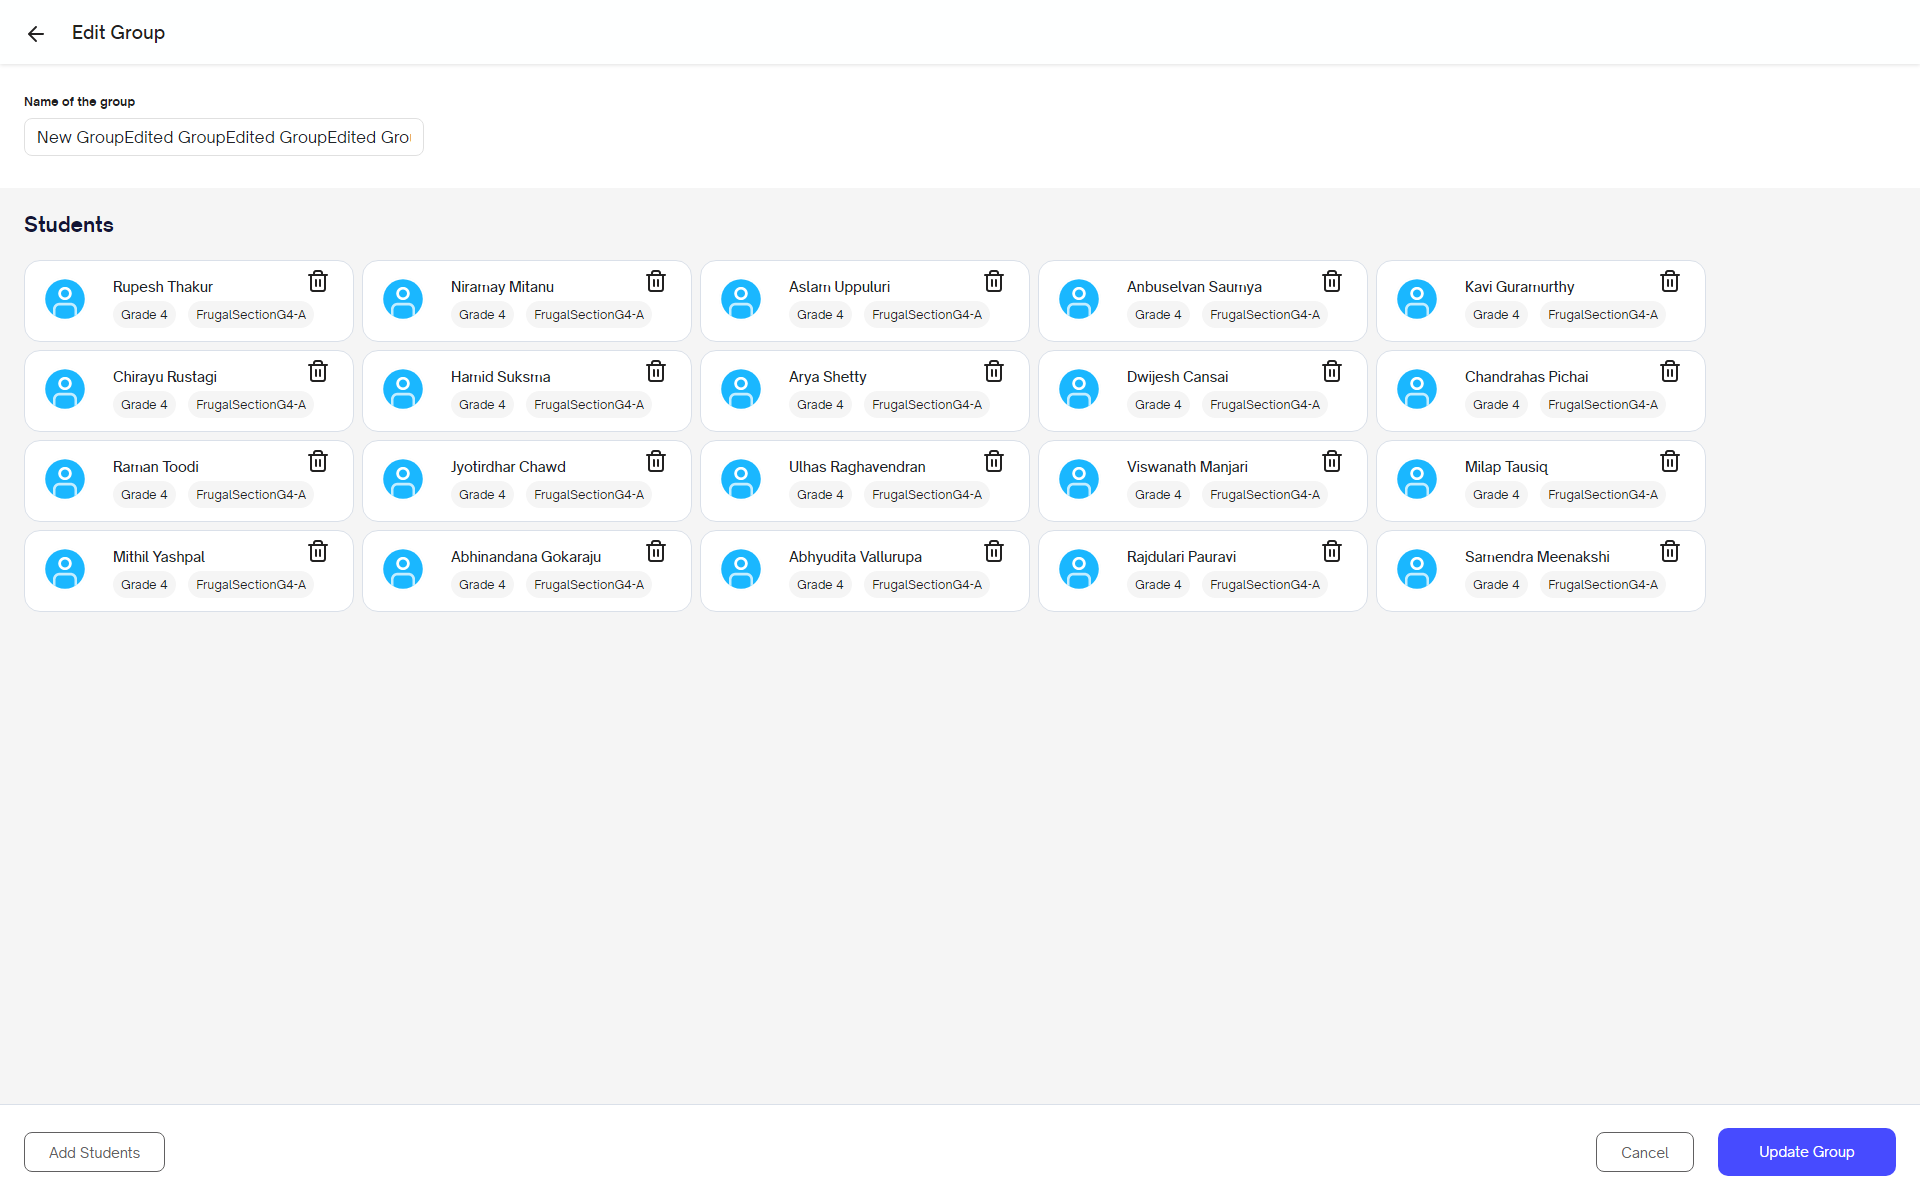 Edit Group
Name of the group
New GroupEdited GroupEdited GroupEdited Gro
Students
Rupesh Thakur
Grade 4 FrugalSectionG4-A
Niramay Mitanu
Grade 4 FrugalSectionG4-A
Aslam Uppuluri
Grade 4 FrugalSectionG4-A
Anbuselvan Saumya
Grade 4 FrugalSectionG4-A
Kavi Guramurthy
Grade 4 FrugalSectionG4-A
Chirayu Rustagi
Grade 4 FrugalSectionG4-A
Hamid Suksma
Grade 4 FrugalSectionG4-A
Arya Shetty
Grade 4 FrugalSectionG4-A
Dwijesh Cansai
Grade 4 FrugalSectionG4-A
Chandrahas Pichai
Grade 4 FrugalSectionG4-A
Raman Toodi
Grade 4 FrugalSectionG4-A
Jyotirdhar Chawd
Grade 4 FrugalSectionG4-A
Ulhas Raghavendran
Grade 4 FrugalSectionG4-A
Viswanath Manjari
Grade 4 FrugalSectionG4-A
Milap Tausiq
Grade 4 FrugalSectionG4-A
Mithil Yashpal
Grade 4 FrugalSectionG4-A
Abhinandana Gokaraju
Grade 4 FrugalSectionG4-A
Abhyudita Vallurupa
Grade 4 FrugalSectionG4-A
Rajdulari Pauravi
Grade 4 FrugalSectionG4-A
Samendra Meenakshi
Grade 4 FrugalSectionG4-A
Add Students
Cancel
Update Group